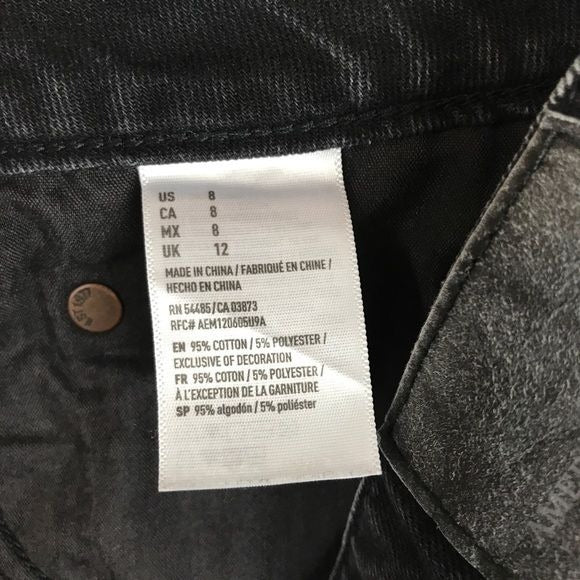 US 8
CA 8
MX 8
UK 12
MADE IN CHINA / FABRIQUÉ EN CHINE /
HECHO EN CHINA
RN 54485/CA 03873
RFC# AEM120605U9A
EN 95% COTTON / 5% POLYESTER /
EXCLUSIVE OF DECORATION
FR 95% COTON / 5% POLYESTER /
À L'EXCEPTION DE LA GARNITURE
SP 95% algodón / 5% poliéster